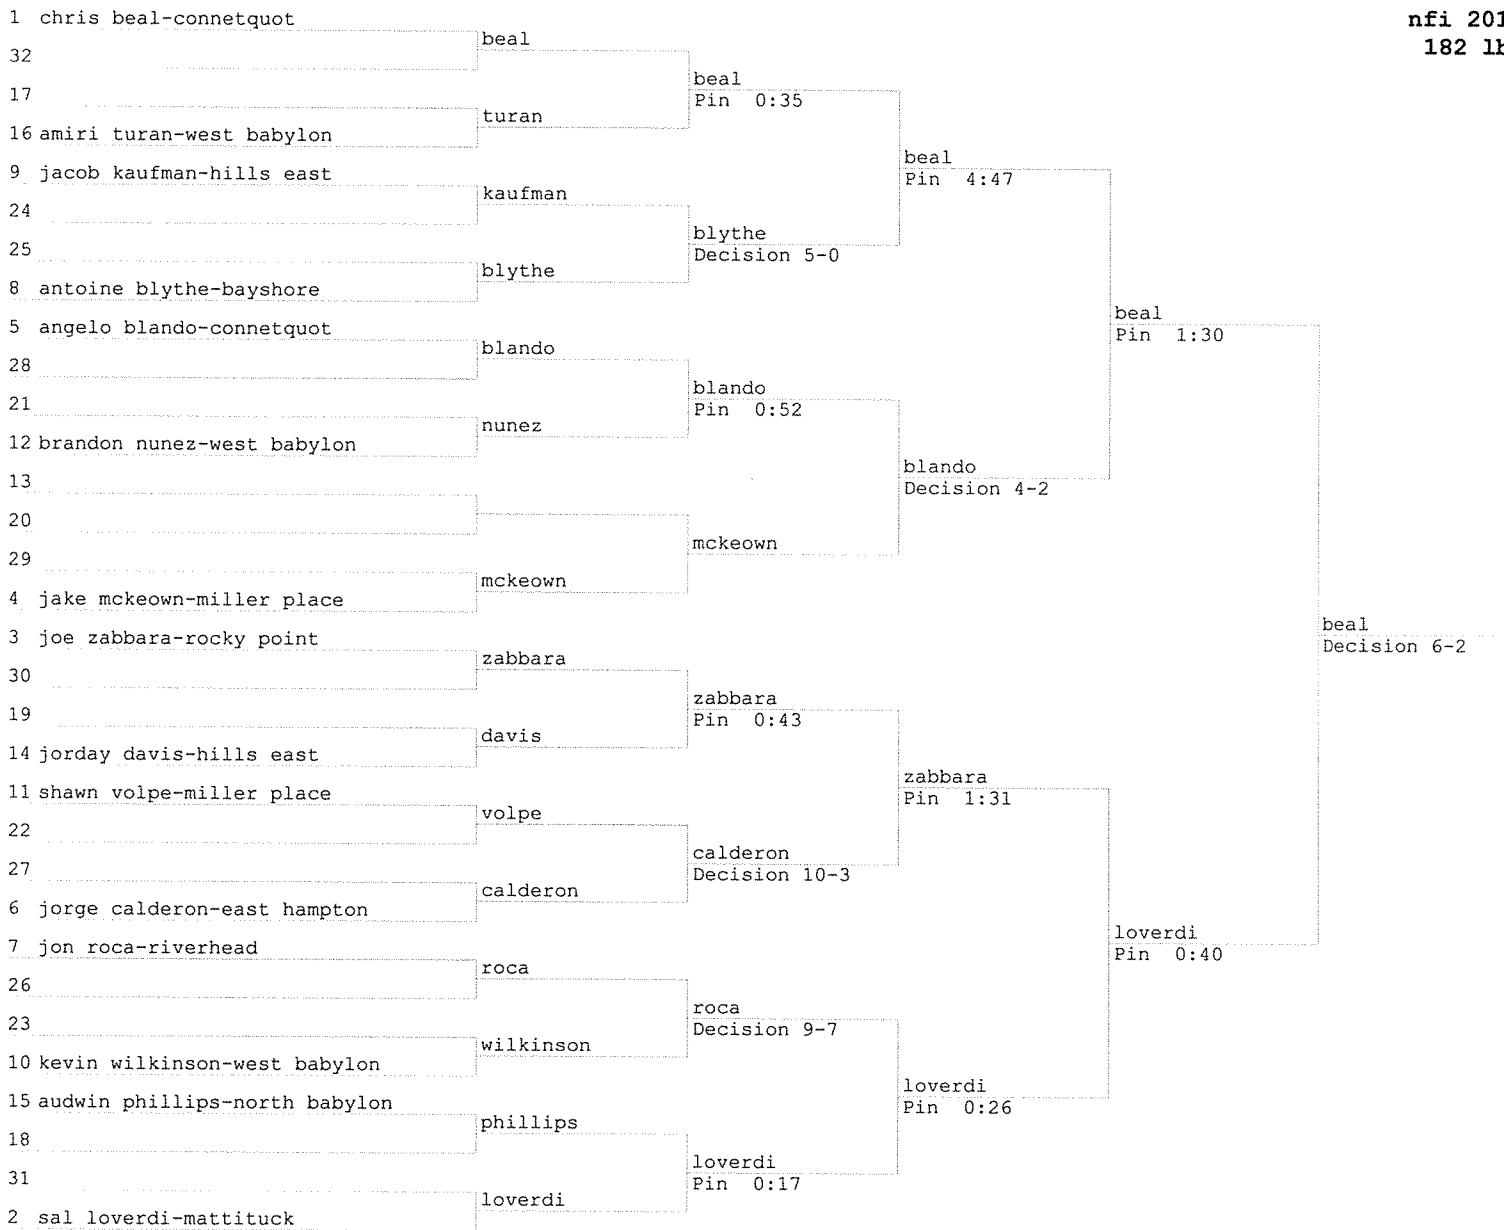 nfi 201
182 lb
1 chris beal-connetquot
beal
32
beal
Pin 0:35
17
turan
16 amiri turan-west babylon
beal
Pin 4:47
9 jacob kaufman-hills east
kaufman
24
blythe
Decision 5-0
25
blythe
8 antoine blythe-bayshore
beal
Pin 1:30
5 angelo blando-connetquot
blando
28
blando
Pin 0:52
21
nunez
12 brandon nunez-west babylon
blando
Decision 4-2
13
20
mckeown
29
mckeown
4 jake mckeown-miller place
beal
Decision 6-2
3 joe zabbara-rocky point
zabbara
30
zabbara
Pin 0:43
19
davis
14 jorday davis-hills east
zabbara
Pin 1:31
11 shawn volpe-miller place
volpe
22
calderon
Decision 10-3
27
calderon
6 jorge calderon-east hampton
loverdi
Pin 0:40
7 jon roca-riverhead
roca
26
roca
Decision 9-7
23
wilkinson
10 kevin wilkinson-west babylon
loverdi
Pin 0:26
15 audwin phillips-north babylon
phillips
18
loverdi
Pin 0:17
31
loverdi
2 sal loverdi-mattituck